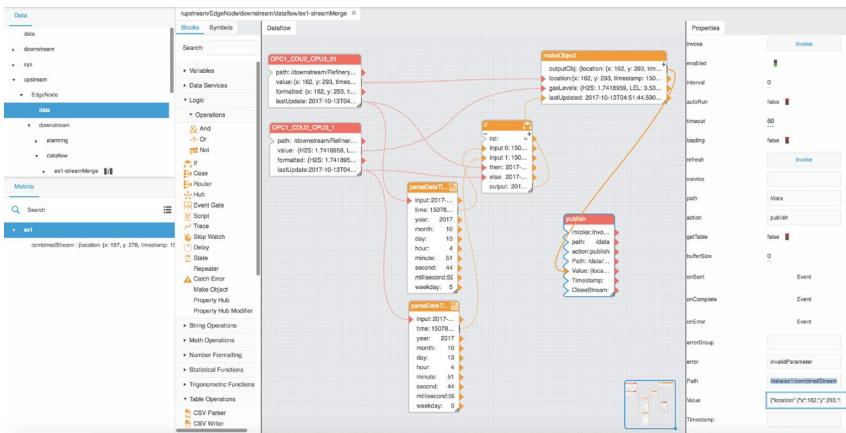 Data
data
downstream
sys
upstream
EdgeNode
data
downstream
alarming
dataflow
ex1-streamMerge
Metrics
Search
ex1
combinedStream : {location: {x: 157, y: 278, timestamp: 15
/upstream/EdgeNode/downstream/dataflow/ex1-streamMerge ×
Blocks Symbols
Search:
Variables
Data Services
Logic
Operations
And
Or
Not
If
Case
Router
Hub
Event Gate
Script
Trace
Stop Watch
Delay
State
Repeater
Catch Error
Make Object
Property Hub
Property Hub Modifier
String Operations
Math Operations
Number Formatting
Statistical Functions
Trigonometric Functions
Table Operations
CSV Parser
CSV Writer
Dataflow
OPC1_COU2_CPU3_01
path: /downstream/Refinery...
value: {x: 162, y: 293, times...
formatted: {x: 162, y: 293, ti...
lastUpdate: 2017-10-13T04...
OPC1_COU2_CPU3_1
path: /downstream/Refiner...
value: {H2S: 1.7418959, L...
formatted: {H2S: 1.741895...
lastUpdate:2017-10-13T04...
makeObject
outputObj: {location: {x: 162, y: 293, tim...
location:{x: 162, y: 293, timestamp: 150...
gasLevels: {H2S: 1.7418959, LEL: 3.53...
lastUpdated: 2017-10-13T04:51:44.590...
if
op: =
input 0: 150...
input 1: 150...
then: 2017-...
else: 2017-...
output: 201...
parseDateTi...
input:2017-...
time: 15078...
year: 2017
month: 10
day: 13
hour: 4
minute: 51
second: 44
millisecond:59
weekday: 5
parseDateTi...
input:2017-...
time: 15078...
year: 2017
month: 10
day: 13
hour: 4
minute: 51
second: 44
millisecond:59
weekday: 5
publish
invoke:invo...
path: /data
action:publish
Path: /data/...
Value: {loca...
Timestamp:
CloseStream:
Properties
invoke Invoke
enabled
interval 0
autoRun false
timeout 60
loading false
refresh Invoke
service
path /data
action publish
getTable false
bufferSize 0
onSent Event
onComplete Event
onError Event
errorGroup
error invalidParameter
Path /data/ex1/combinedStream
Value {"location":{"x":162,"y":293,"t
Timestamp